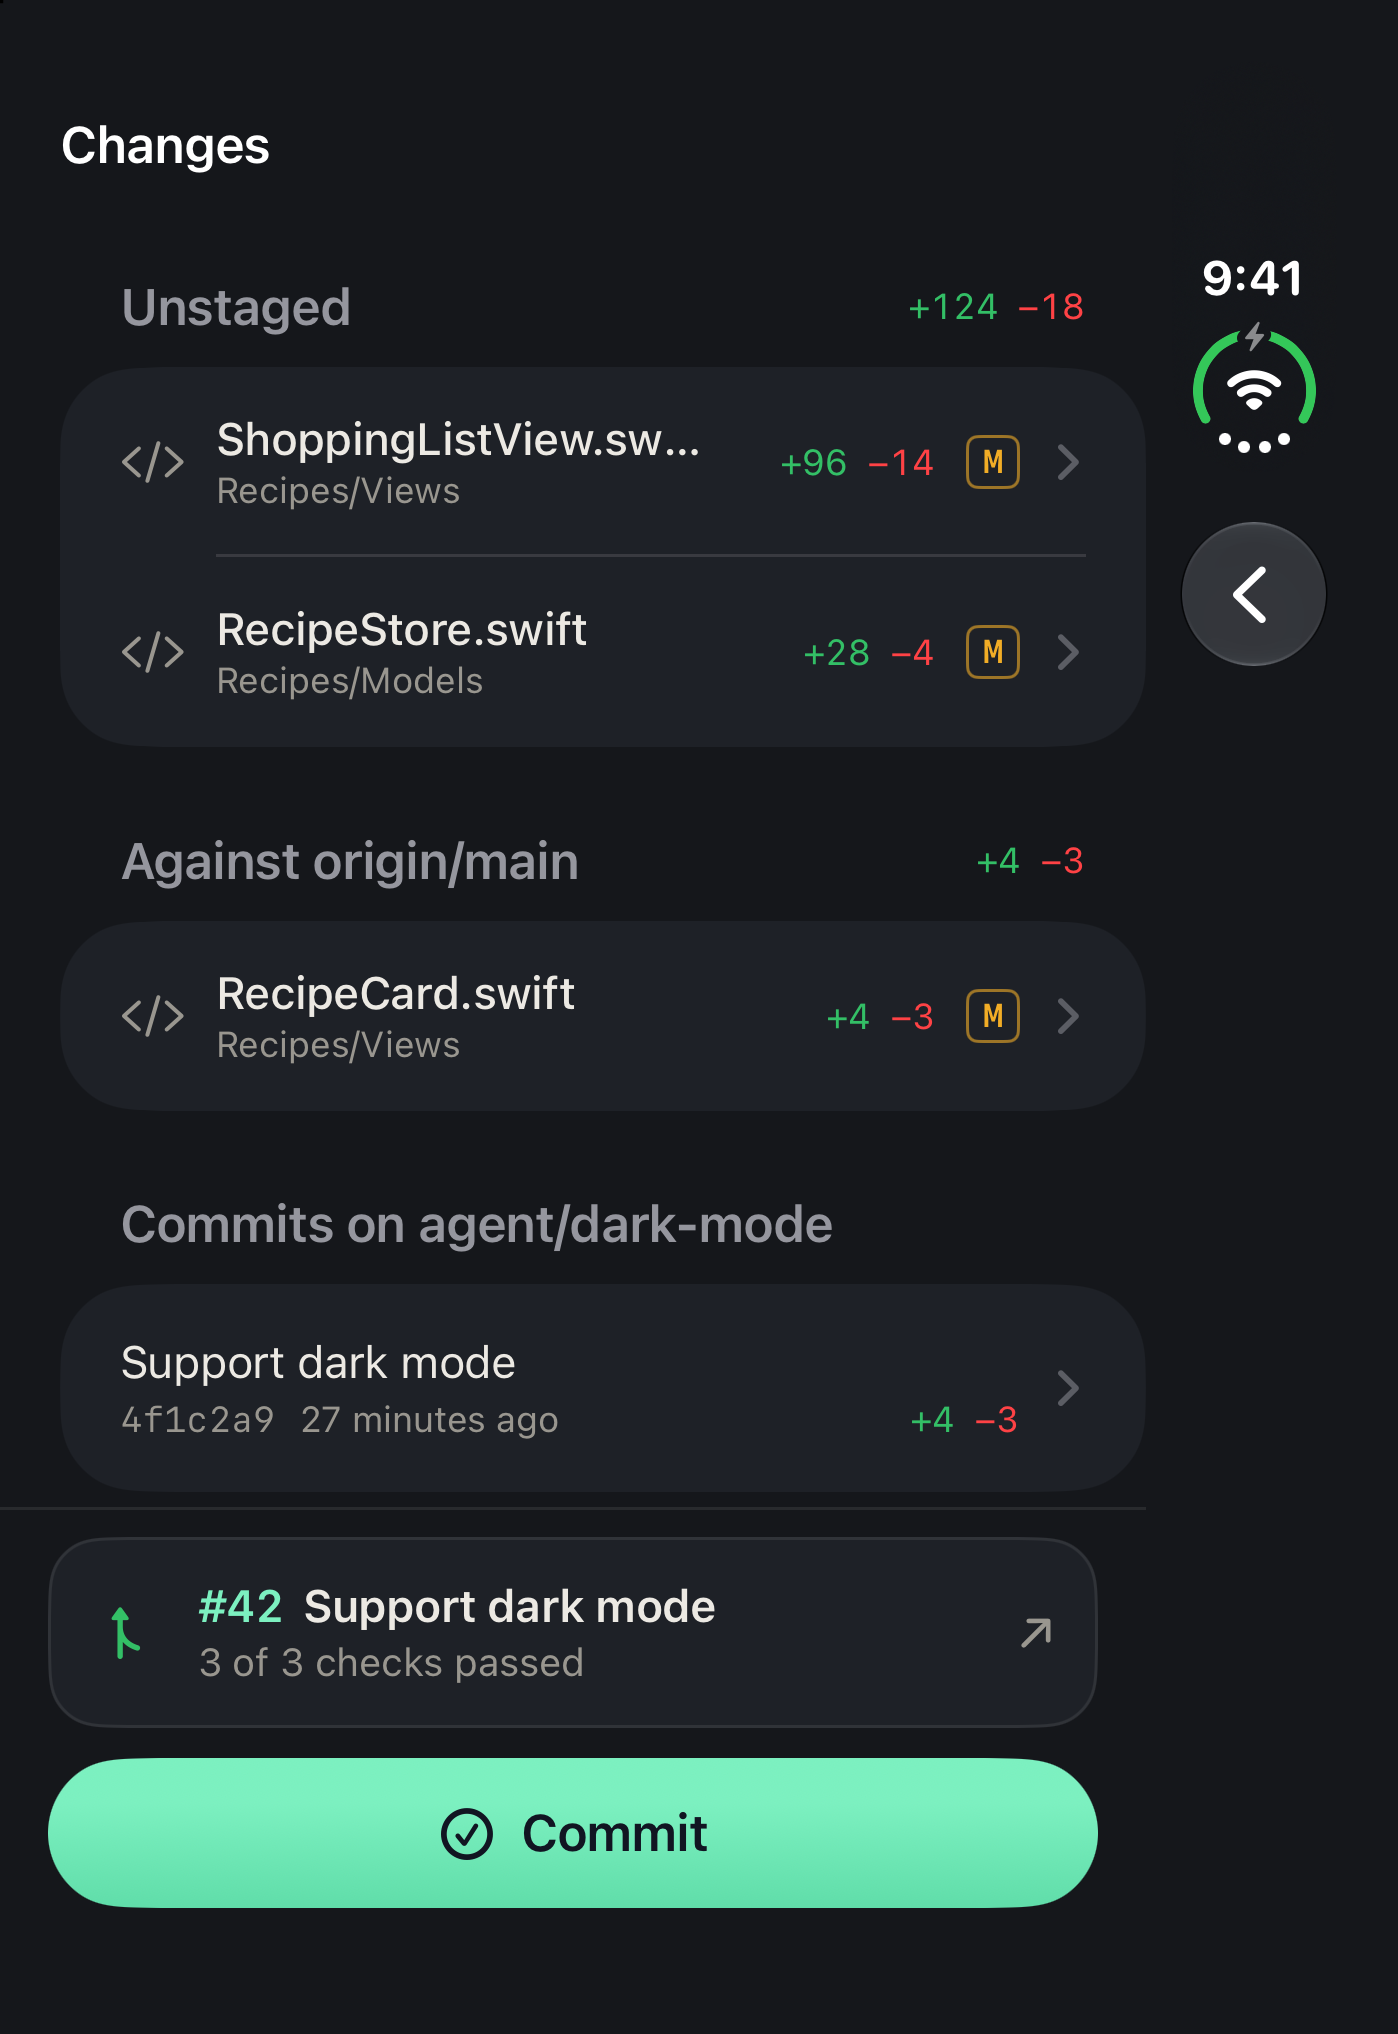 Changes
9:41
Unstaged
+124 −18
ShoppingListView.sw...
Recipes/Views
+96 −14 M
RecipeStore.swift
Recipes/Models
+28 −4 M
Against origin/main
+4 −3
RecipeCard.swift
Recipes/Views
+4 −3 M
Commits on agent/dark-mode
Support dark mode
4f1c2a9 27 minutes ago
+4 −3
#42 Support dark mode
3 of 3 checks passed
Commit